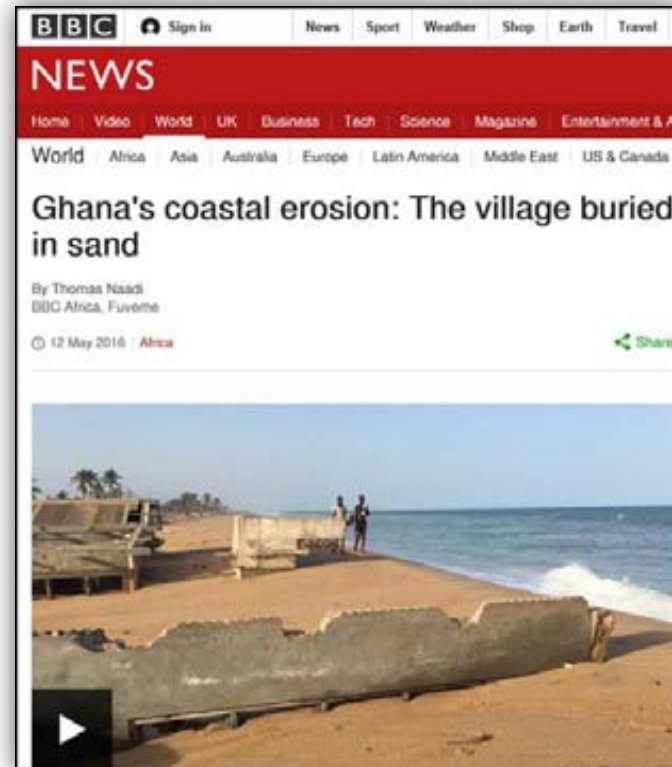 BBC Sign in News Sport Weather Shop Earth Travel
NEWS
Home Video World UK Business Tech Science Magazine Entertainment & A
World Africa Asia Australia Europe Latin America Middle East US & Canada
Ghana's coastal erosion: The village buried
in sand
By Thomas Naadi
BBC Africa, Fuveme
12 May 2016 Africa Share